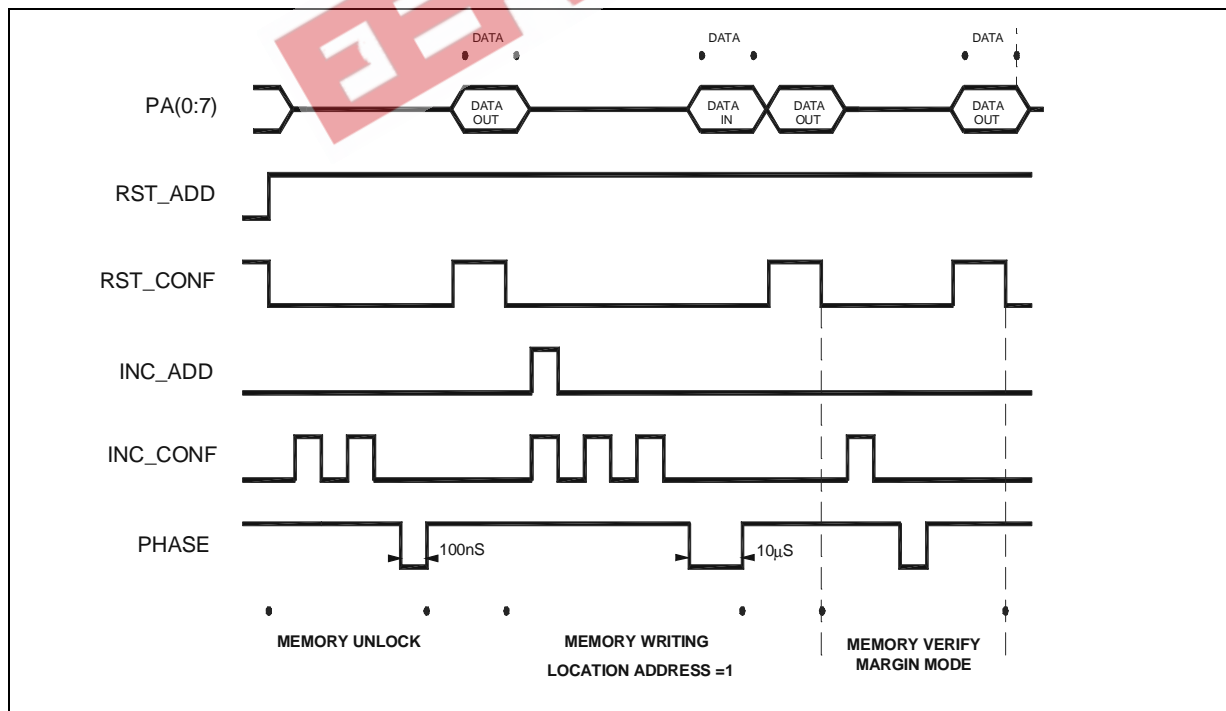 DATA DATA DATA
PA(0:7)
DATA OUT DATA IN DATA OUT DATA OUT
RST_ADD
RST_CONF
INC_ADD
INC_CONF
PHASE
100nS 10μS
MEMORY UNLOCK MEMORY WRITING MEMORY VERIFY
LOCATION ADDRESS =1 MARGIN MODE